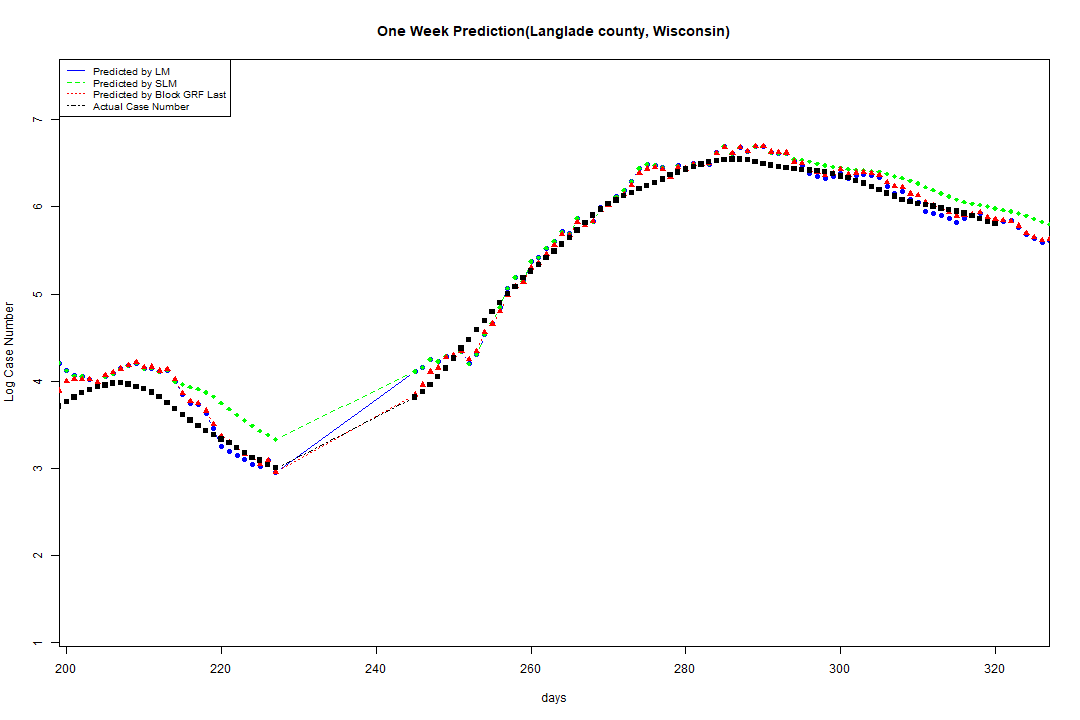 One Week Prediction(Langlade county, Wisconsin)
Predicted by LM
Predicted by SLM
Predicted by Block GRF Last
Actual Case Number
7
6
5
4
3
2
1
Log Case Number
200 220 240 260 280 300 320
days